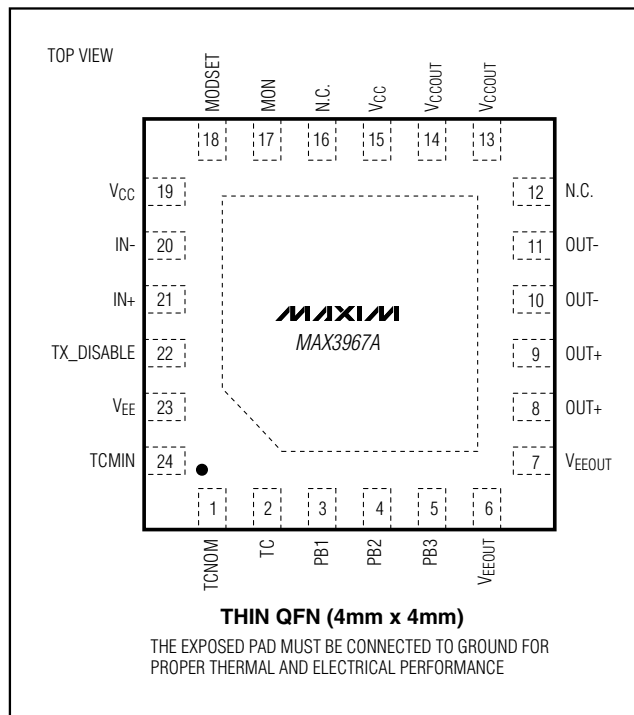 TOP VIEW
MODSET
MON
N.C.
VCC
VCCOUT
VCCOUT
18
17
16
15
14
13
VCC
19
12
N.C.
IN-
20
11
OUT-
IN+
21
10
OUT-
MAXIM
MAX3967A
TX_DISABLE
22
9
OUT+
VEE
23
8
OUT+
TCMIN
24
7
VEEOUT
1
2
3
4
5
6
TCNOM
TC
PB1
PB2
PB3
VEEOUT
THIN QFN (4mm x 4mm)
THE EXPOSED PAD MUST BE CONNECTED TO GROUND FOR
PROPER THERMAL AND ELECTRICAL PERFORMANCE